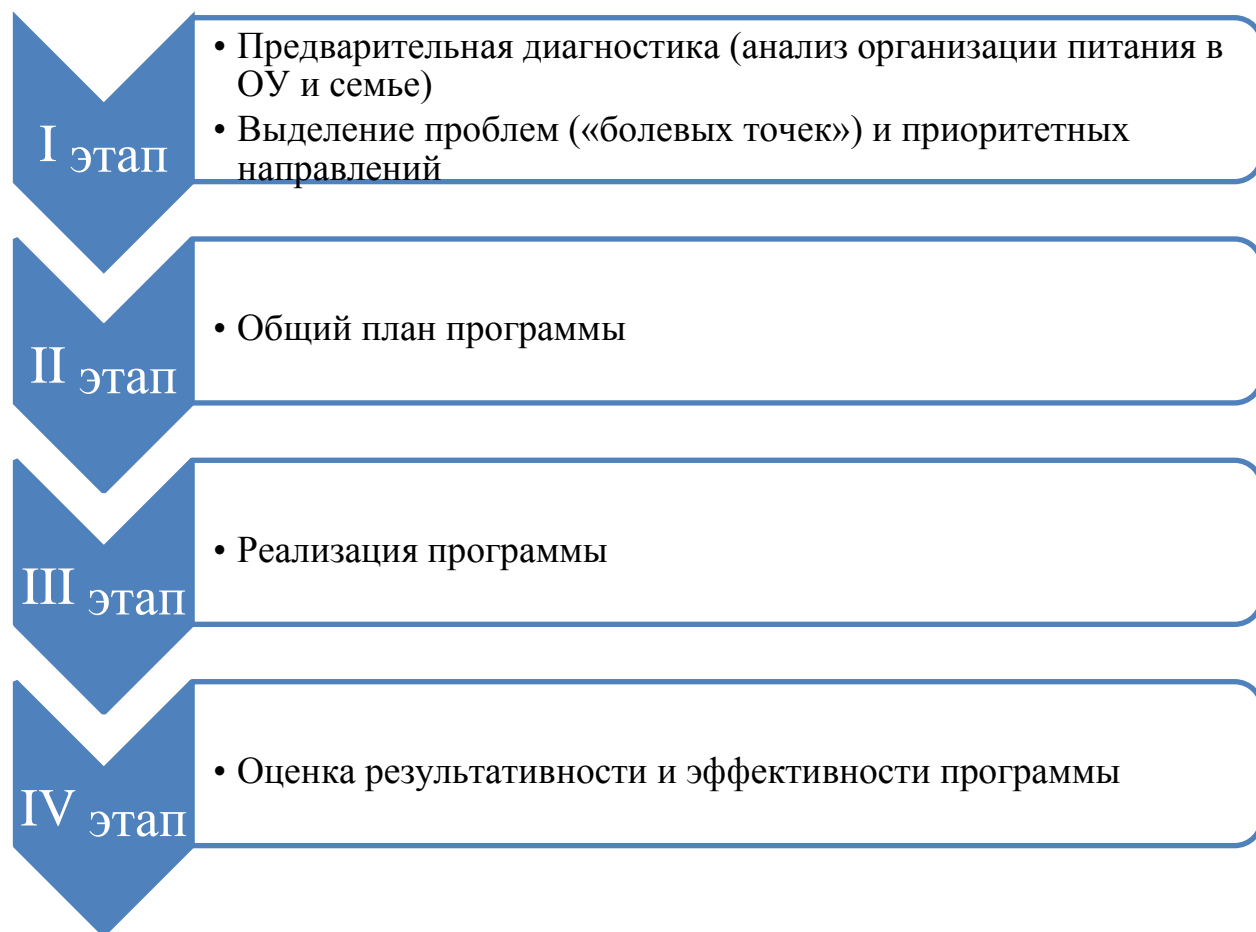 I этап
• Предварительная диагностика (анализ организации питания в
ОУ и семье)
• Выделение проблем («болевых точек») и приоритетных
направлений
II этап
• Общий план программы
III этап
• Реализация программы
IV этап
• Оценка результативности и эффективности программы